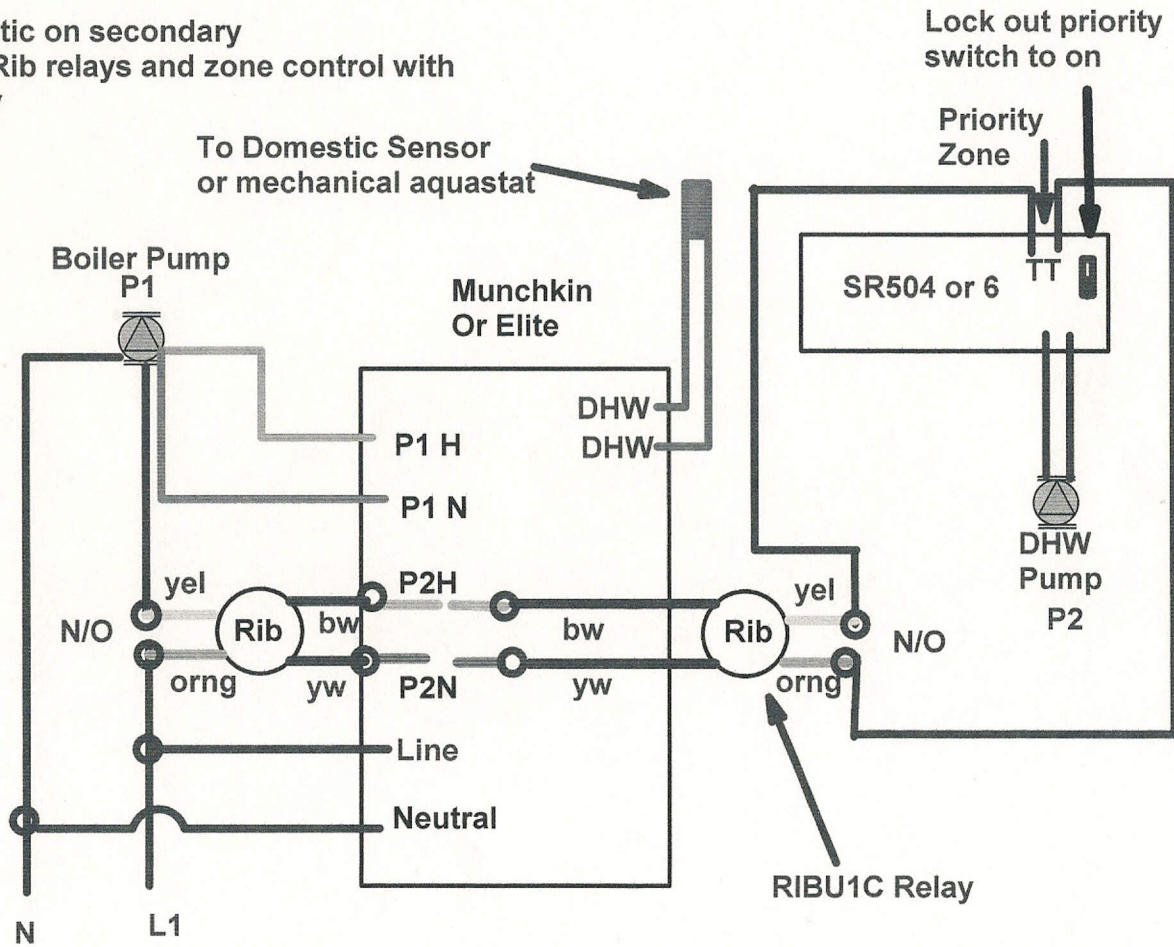 tic on secondary
Rib relays and zone control with
Lock out priority
switch to on
Priority
Zone
To Domestic Sensor
or mechanical aquastat
Boiler Pump
P1
Munchkin
Or Elite
TT
SR504 or 6
DHW
DHW
P1 H
P1 N
DHW
Pump
P2
yel
P2H
yel
N/O
Rib
bw
bw
Rib
N/O
orng
yw
P2N
yw
orng
Line
Neutral
RIBU1C Relay
N
L1